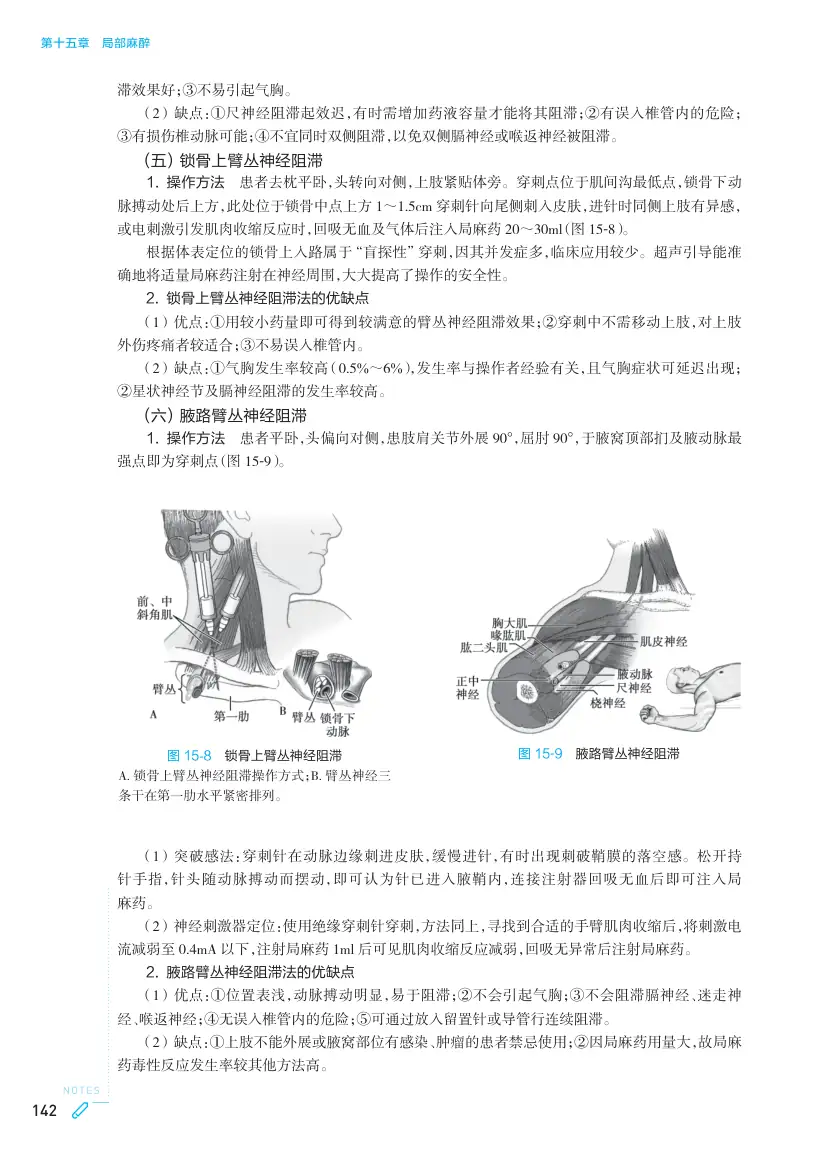 第十五章 局部麻醉
滞效果好;③不易引起气胸。
（2）缺点:①尺神经阻滞起效迟,有时需增加药液容量才能将其阻滞;②有误入椎管内的危险;
③有损伤椎动脉可能;④不宜同时双侧阻滞,以免双侧膈神经或喉返神经被阻滞。
（五）锁骨上臂丛神经阻滞
1. 操作方法 患者去枕平卧,头转向对侧,上肢紧贴体旁。穿刺点位于肌间沟最低点,锁骨下动
脉搏动处后上方,此处位于锁骨中点上方 1～1.5cm 穿刺针向尾侧刺入皮肤,进针时同侧上肢有异感,
或电刺激引发肌肉收缩反应时,回吸无血及气体后注入局麻药 20～30ml（图 15-8）。
根据体表定位的锁骨上入路属于“盲探性”穿刺,因其并发症多,临床应用较少。超声引导能准
确地将适量局麻药注射在神经周围,大大提高了操作的安全性。
2. 锁骨上臂丛神经阻滞法的优缺点
（1）优点:①用较小药量即可得到较满意的臂丛神经阻滞效果;②穿刺中不需移动上肢,对上肢
外伤疼痛者较适合;③不易误入椎管内。
（2）缺点:①气胸发生率较高（0.5%～6%）,发生率与操作者经验有关,且气胸症状可延迟出现;
②星状神经节及膈神经阻滞的发生率较高。
（六）腋路臂丛神经阻滞
1. 操作方法 患者平卧,头偏向对侧,患肢肩关节外展 90°,屈肘 90°,于腋窝顶部扪及腋动脉最
强点即为穿刺点（图 15-9）。
前、中
斜角肌
臂丛
A
第一肋
B
臂丛
锁骨下
动脉
胸大肌
喙肱肌
肱二头肌
正中
神经
肌皮神经
腋动脉
尺神经
桡神经
图 15-8 锁骨上臂丛神经阻滞
A. 锁骨上臂丛神经阻滞操作方式;B. 臂丛神经三
条干在第一肋水平紧密排列。
图 15-9 腋路臂丛神经阻滞
（1）突破感法:穿刺针在动脉边缘刺进皮肤,缓慢进针,有时出现刺破鞘膜的落空感。松开持
针手指,针头随动脉搏动而摆动,即可认为针已进入腋鞘内,连接注射器回吸无血后即可注入局
麻药。
（2）神经刺激器定位:使用绝缘穿刺针穿刺,方法同上,寻找到合适的手臂肌肉收缩后,将刺激电
流减弱至 0.4mA 以下,注射局麻药 1ml 后可见肌肉收缩反应减弱,回吸无异常后注射局麻药。
2. 腋路臂丛神经阻滞法的优缺点
（1）优点:①位置表浅,动脉搏动明显,易于阻滞;②不会引起气胸;③不会阻滞膈神经、迷走神
经、喉返神经;④无误入椎管内的危险;⑤可通过放入留置针或导管行连续阻滞。
（2）缺点:①上肢不能外展或腋窝部位有感染、肿瘤的患者禁忌使用;②因局麻药用量大,故局麻
药毒性反应发生率较其他方法高。
NOTES
142